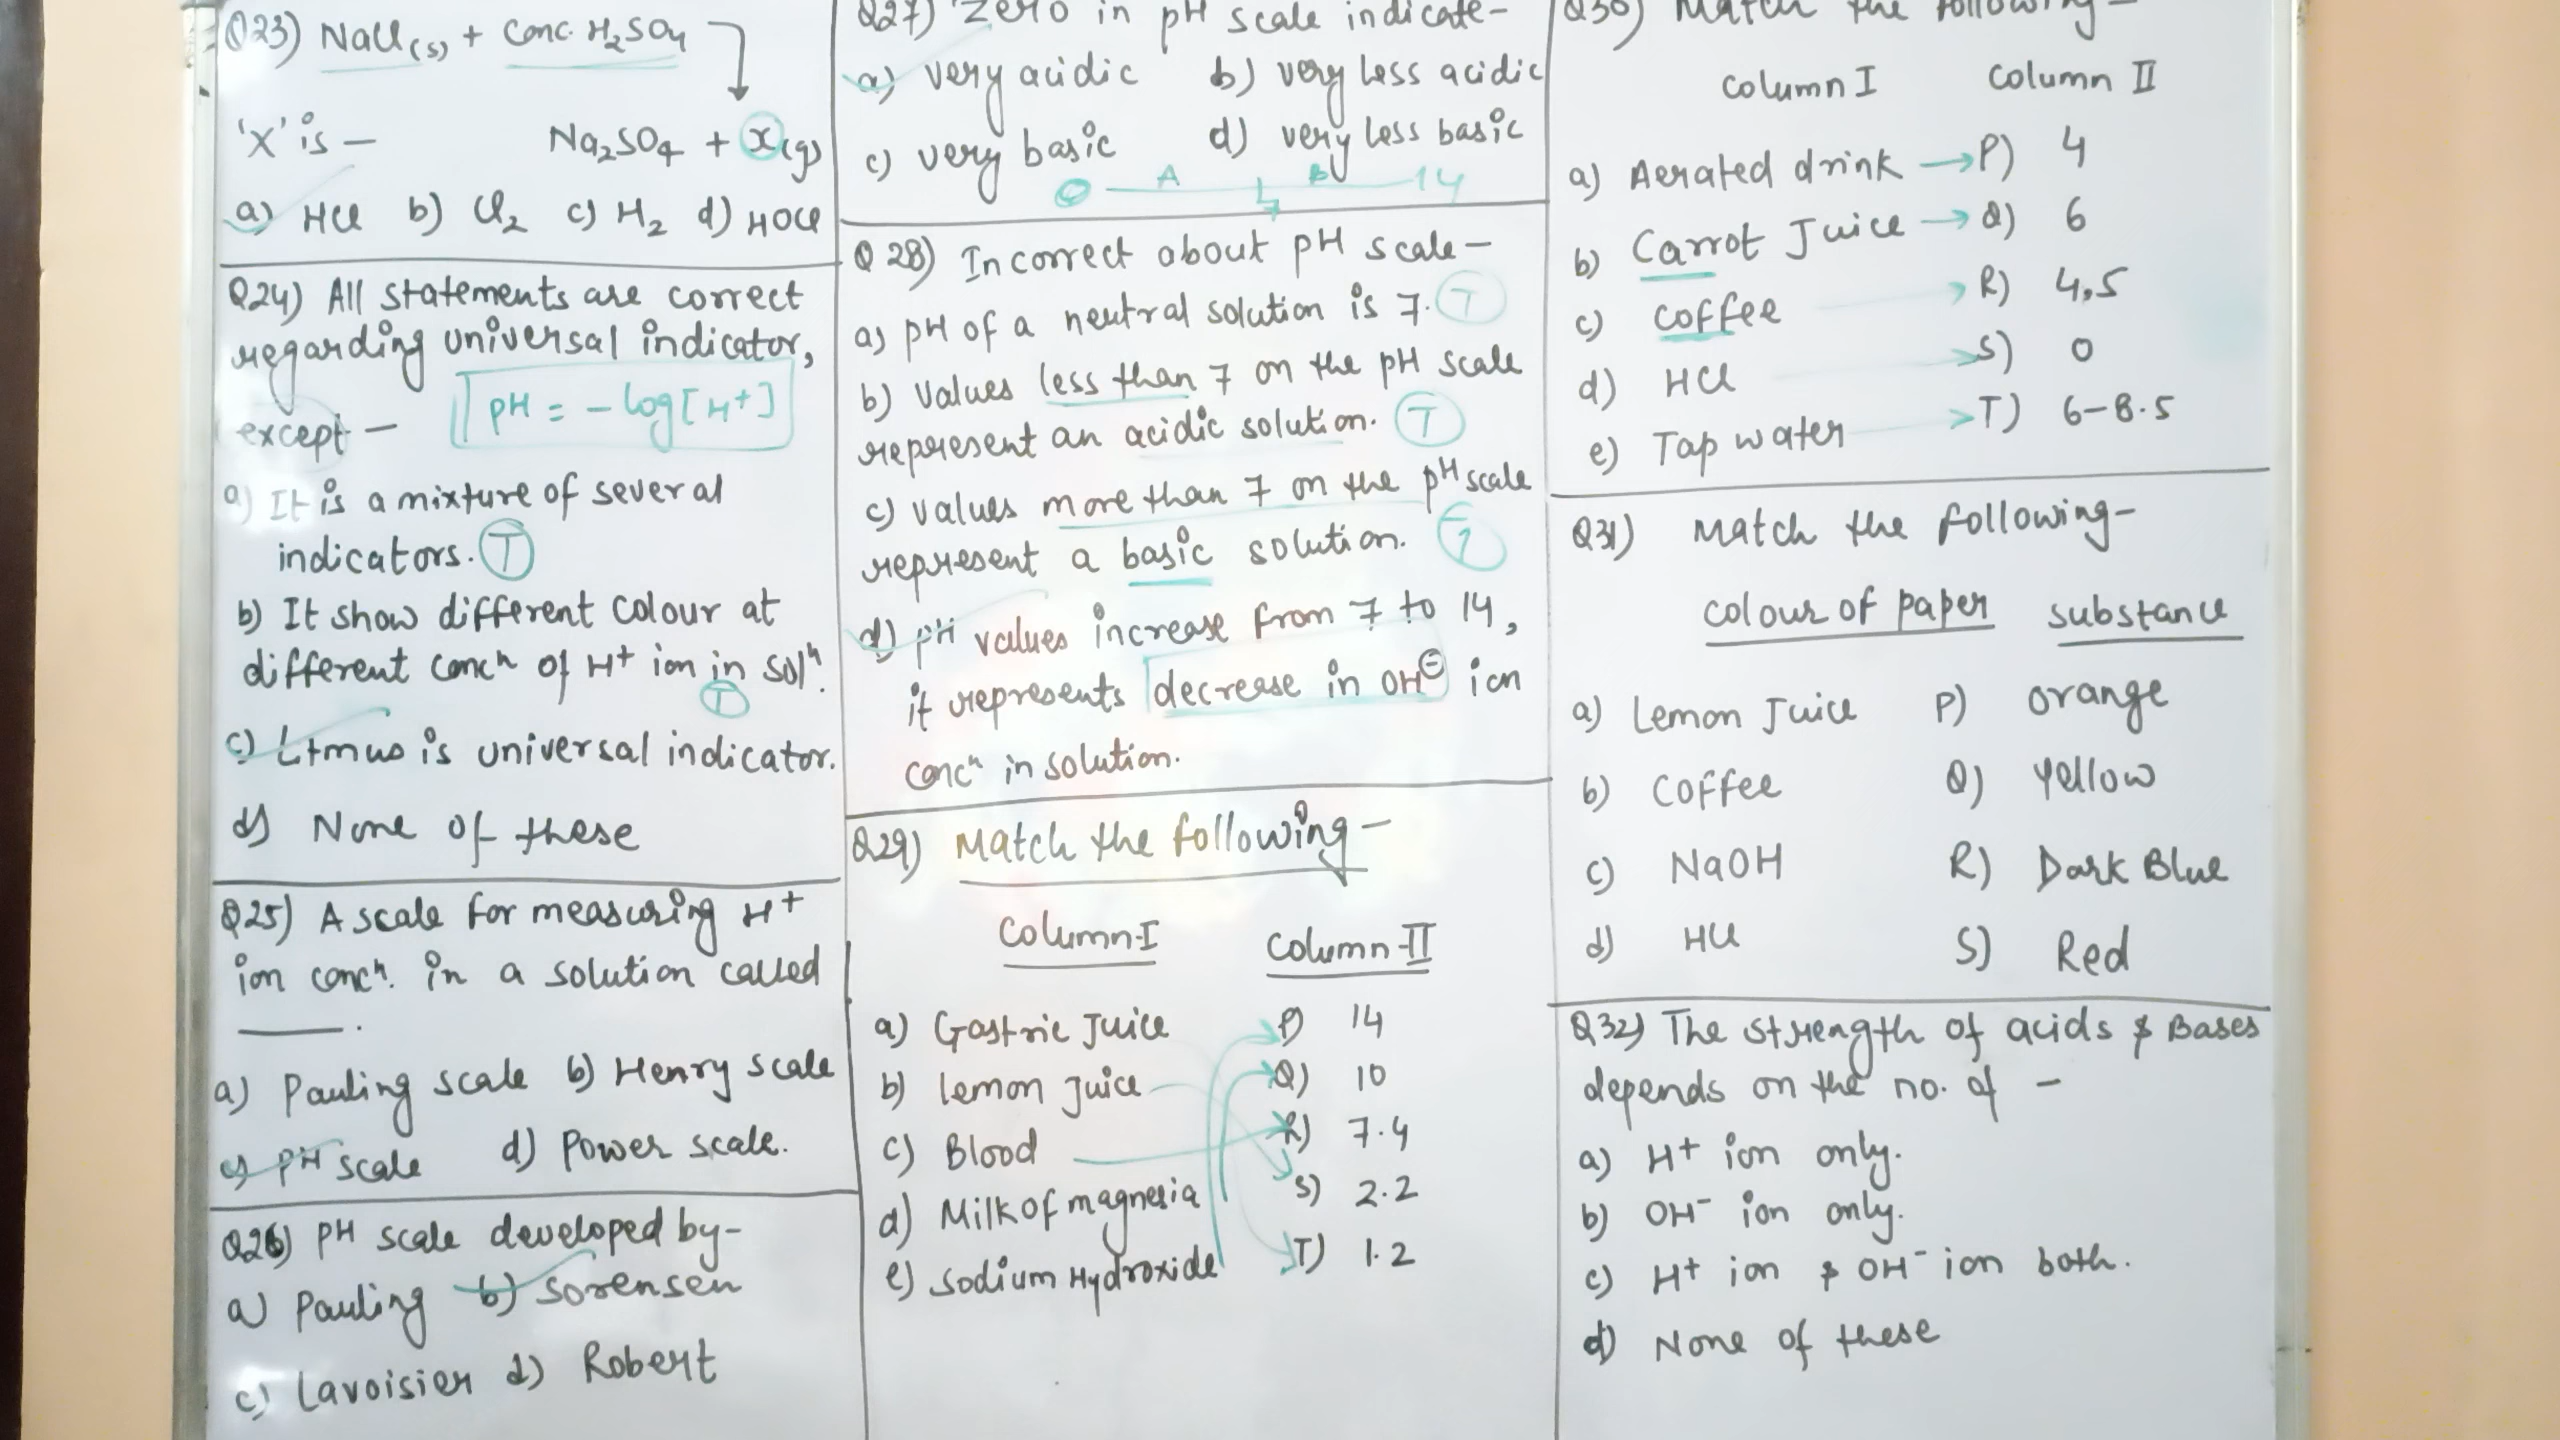 Q23) NaCl(s) + Conc. H₂SO₄
'X' is – Na₂SO₄ + x(g)
a) HCl b) Cl₂ c) H₂ d) HOCl
Q24) All statements are correct
regarding universal indicator,
except – pH = - log[H⁺]
a) It is a mixture of several
indicators. T
b) It show different colour at
different concⁿ of H⁺ ion in solⁿ.
T
c) Litmus is universal indicator.
d) None of these
Q25) A scale for measuring H⁺
ion concⁿ. in a solution called
____.
a) Pauling scale b) Henry scale
c) PH scale d) Power scale.
Q26) PH scale developed by-
a) Pauling b) Sorensen
c) Lavoisier d) Robert
Q27) Zero in pH scale indicate-
a) very acidic b) very less acidic
c) very basic d) very less basic
0 A 7 B 14
Q28) Incorrect about pH scale –
a) pH of a neutral solution is 7. T
b) Values less than 7 on the pH scale
represent an acidic solution. T
c) values more than 7 on the pH scale
represent a basic solution. T
d) pH values increase from 7 to 14,
it represents decrease in OH⊖ ion
concⁿ in solution.
Q29) Match the following –
Column-I Column-II
a) Gastric Juice P) 14
b) lemon Juice Q) 10
c) Blood R) 7.4
d) Milk of magnesia S) 2.2
e) Sodium Hydroxide T) 1.2
Q30) Match the following –
Column I Column II
a) Aerated drink → P) 4
b) Carrot Juice → Q) 6
c) Coffee → R) 4.5
d) HCl → S) 0
e) Tap water → T) 6-8.5
Q31) Match the following-
colour of paper substance
a) Lemon Juice P) orange
b) Coffee Q) Yellow
c) NaOH R) Dark Blue
d) HCl S) Red
Q32) The strength of acids & Bases
depends on the no. of –
a) H⁺ ion only.
b) OH⁻ ion only.
c) H⁺ ion & OH⁻ ion both.
d) None of these